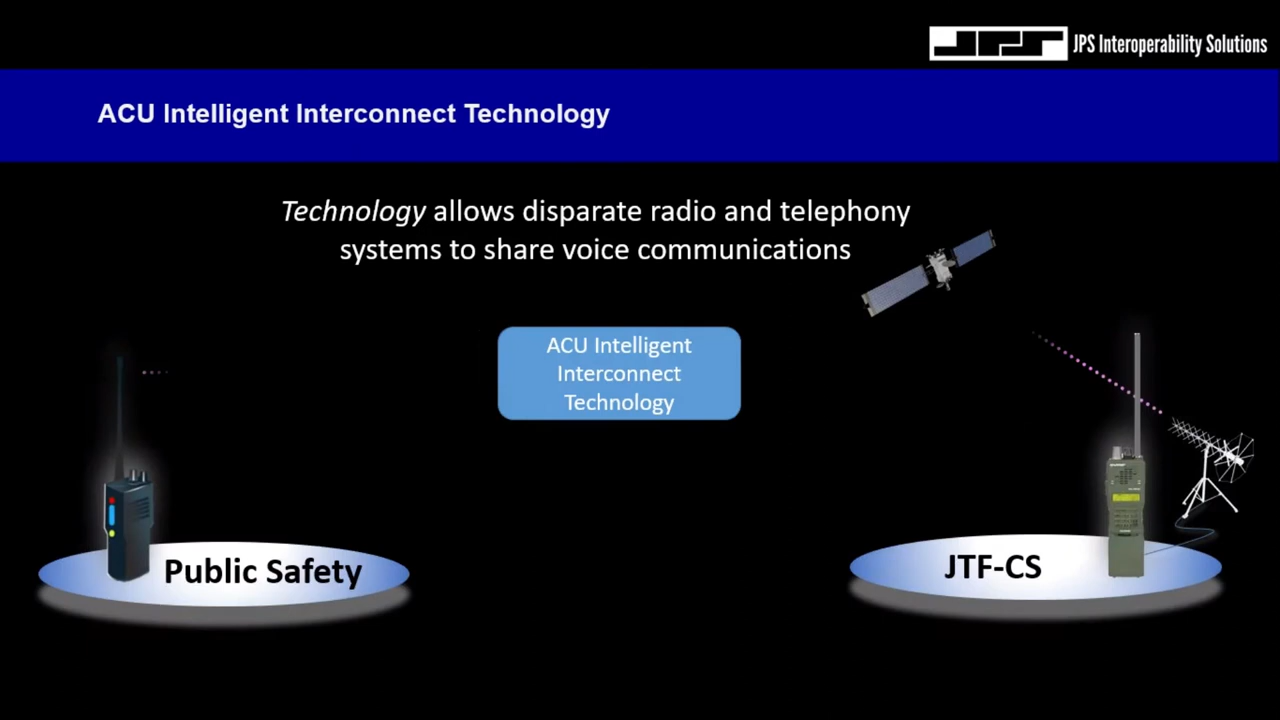 JPS JPS Interoperability Solutions
ACU Intelligent Interconnect Technology
Technology allows disparate radio and telephony
systems to share voice communications
ACU Intelligent
Interconnect
Technology
Public Safety
JTF-CS